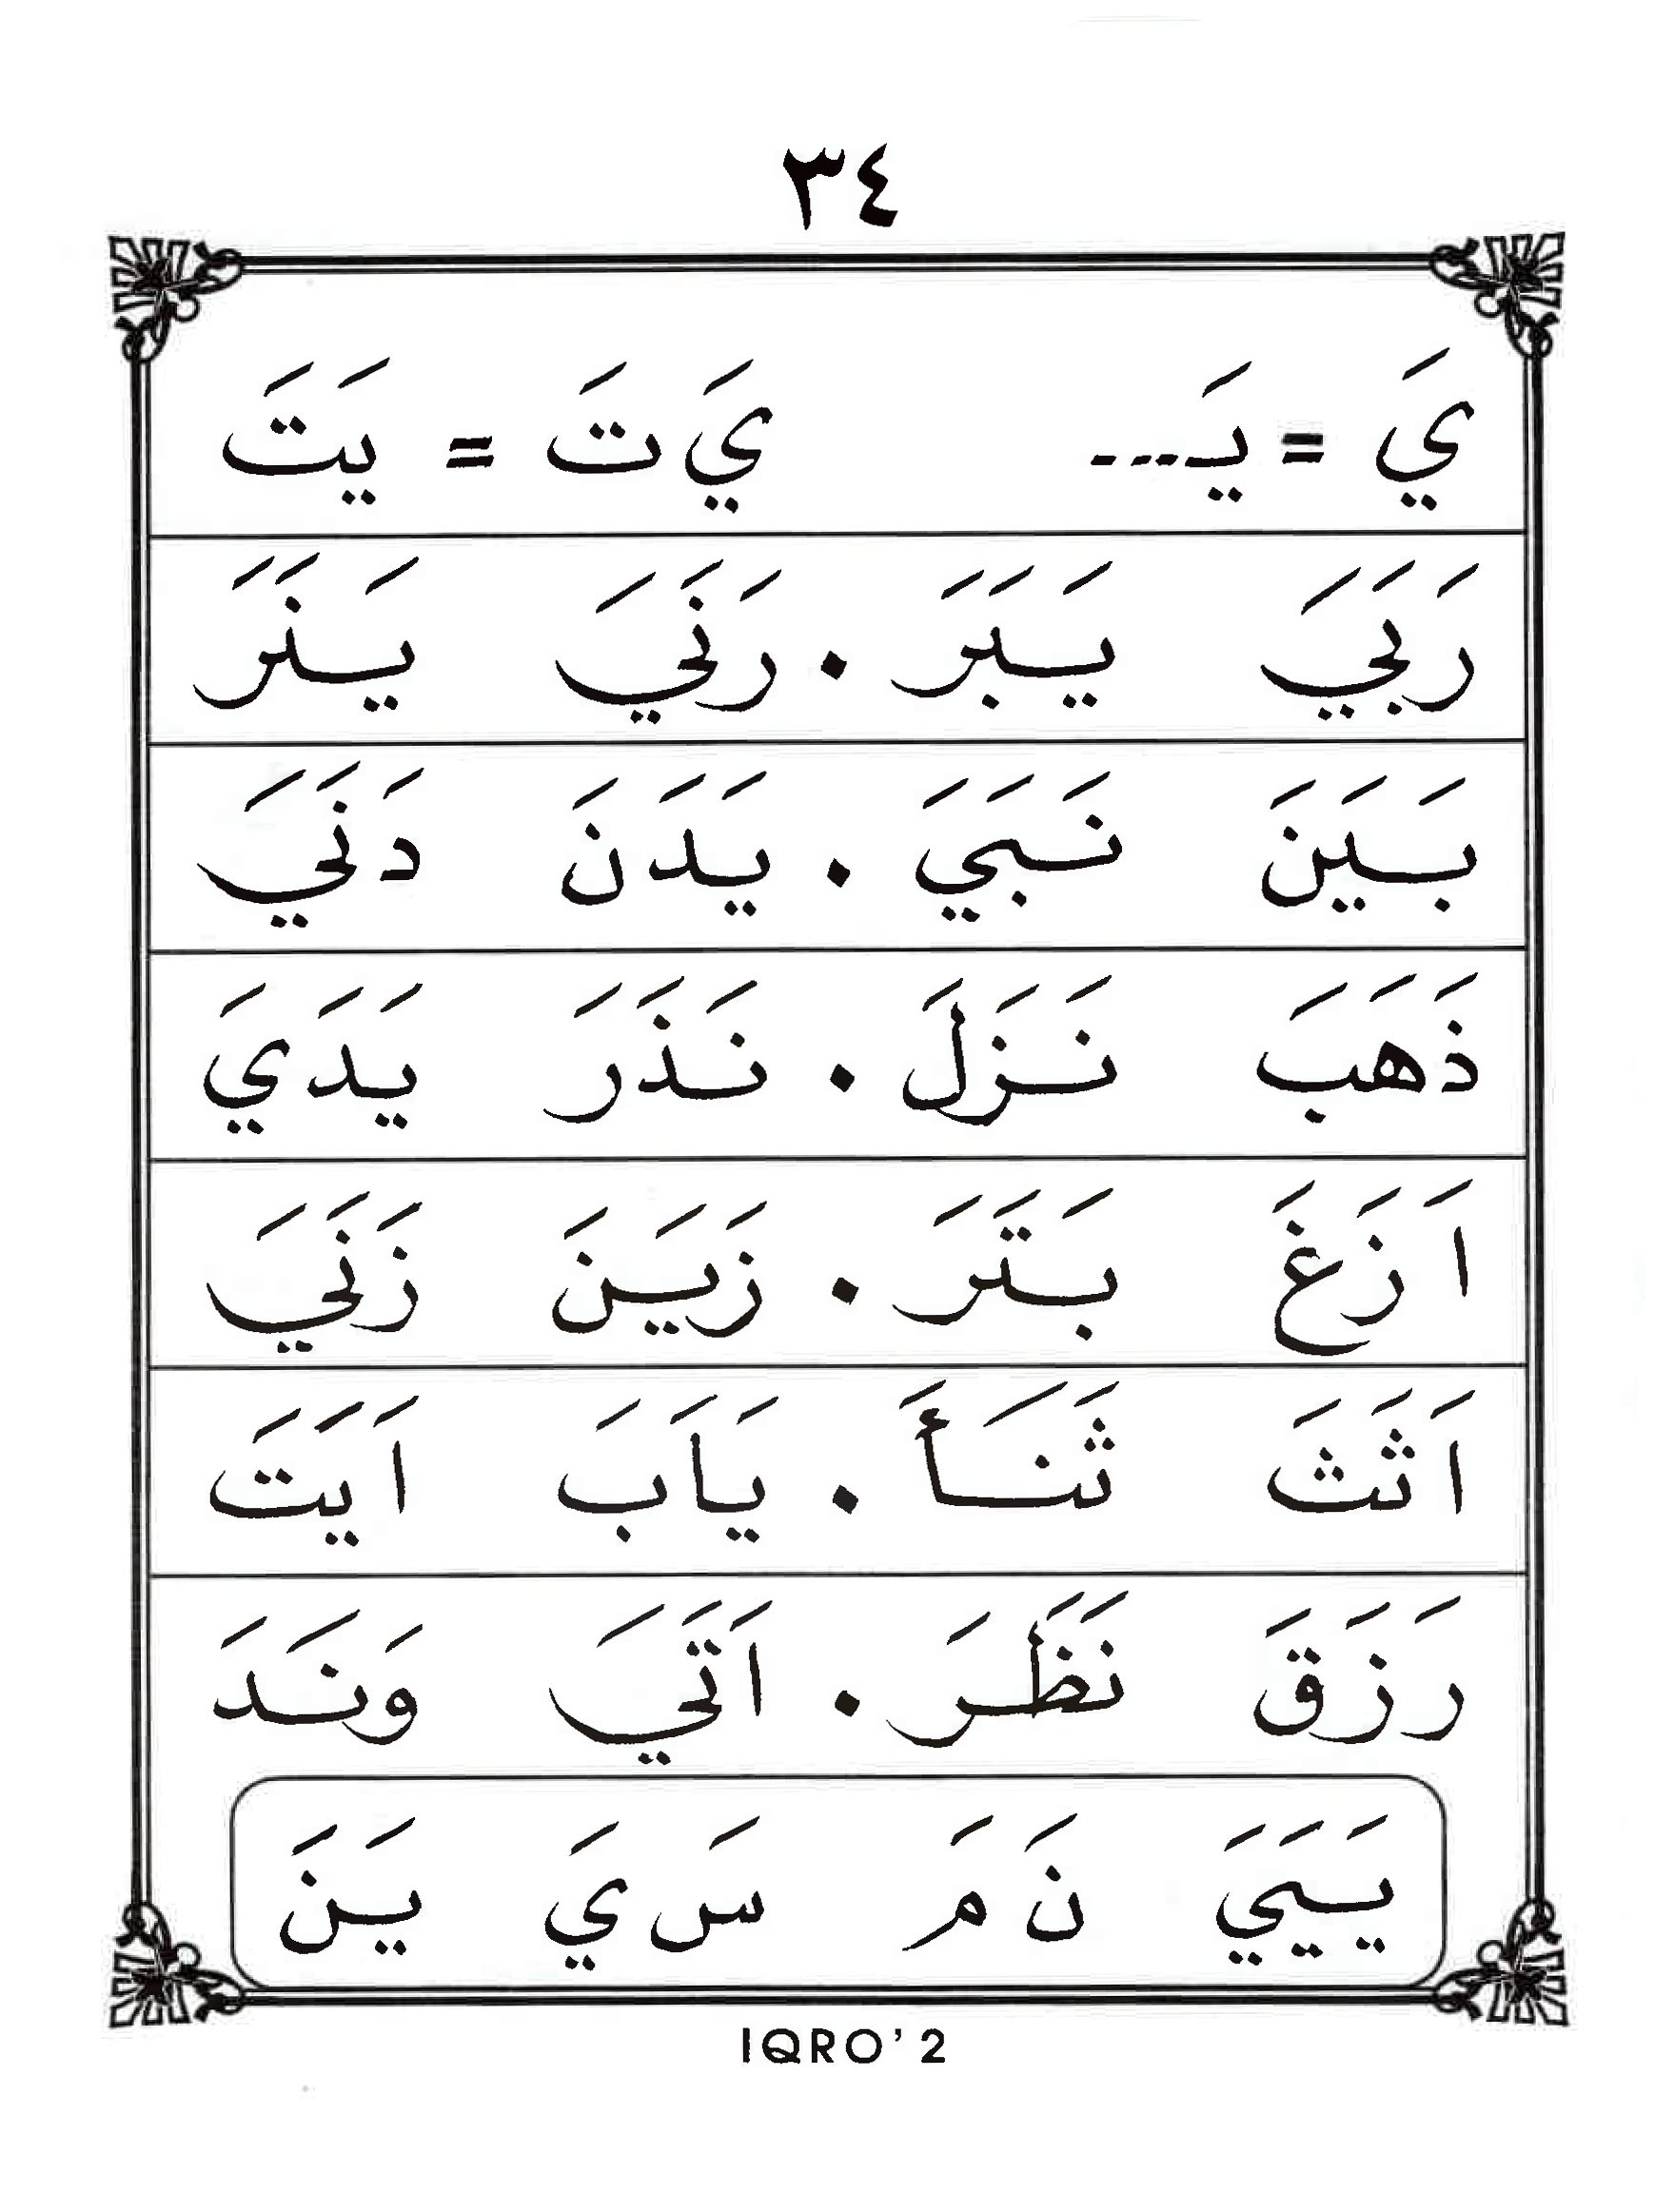 ٣٤
يَ = يَـ --- يَ تَ = يَتَ
رَبَيَ يَبَرَ . رَنَيَ يَنَرَ
بَيَنَ نَبَيَ . يَدَنَ دَنَيَ
ذَهَبَ نَزَلَ . نَذَرَ يَدَيَ
اَزَغَ بَتَرَ . زَيَنَ زَنَيَ
اَثَثَ ثَنَأَ . يَاَبَ اَيَتَ
رَزَقَ نَظَرَ . اَتَيَ وَنَدَ
يَيَيَ نَ مَ سَ يَ يَنَ
IQRO' 2